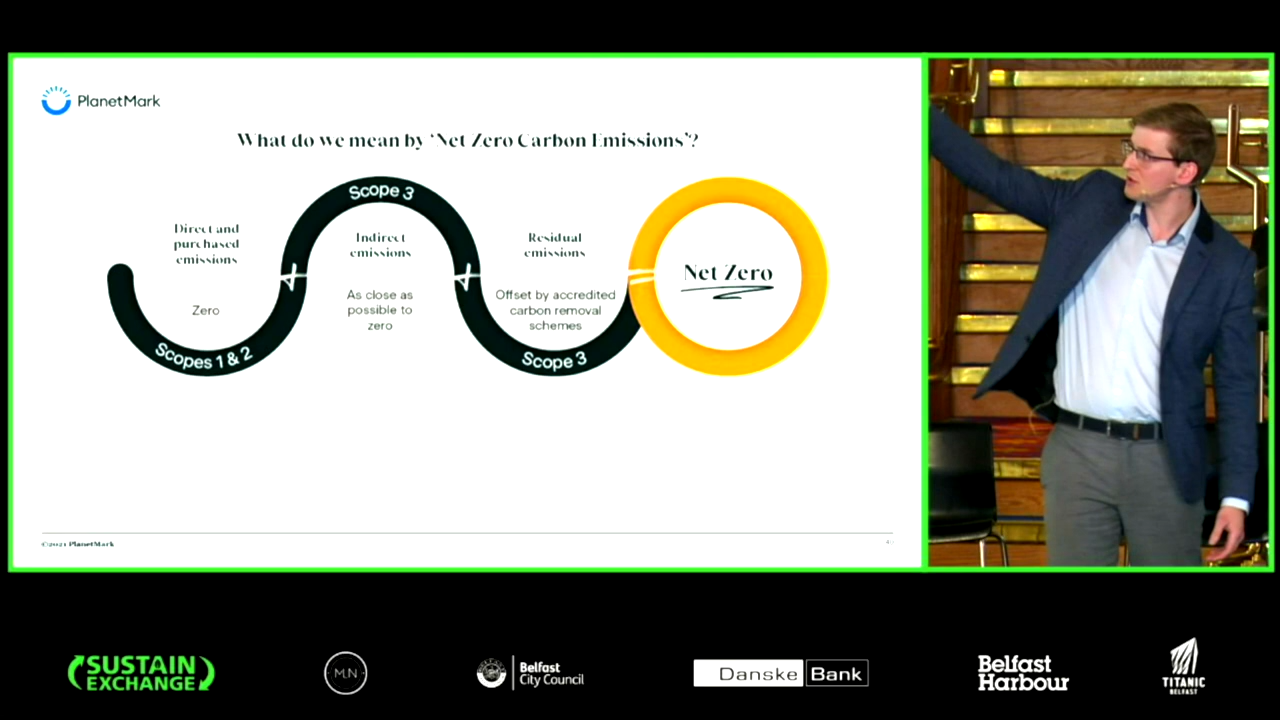 PlanetMark
What do we mean by ‘Net Zero Carbon Emissions’?
Scope 3
Direct and
purchased
emissions
Indirect
emissions
Residual
emissions
Net Zero
Zero
As close as
possible to
zero
Offset by accredited
carbon removal
schemes
Scopes 1 & 2
Scope 3
©2021 PlanetMark
SUSTAIN
EXCHANGE
M\N
Belfast
City Council
Danske Bank
Belfast
Harbour
TITANIC
BELFAST